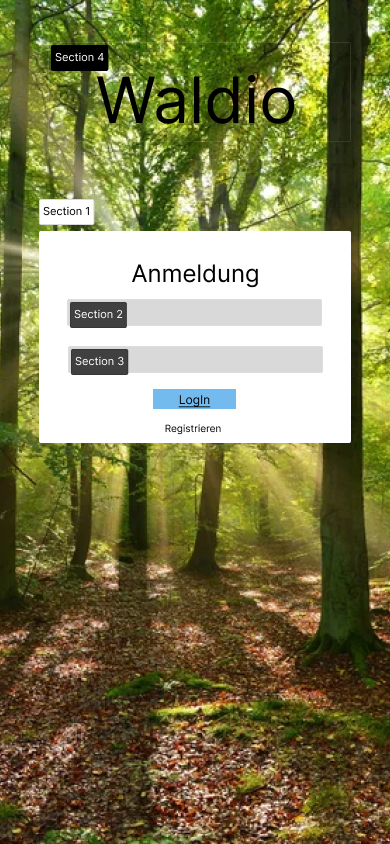 Section 4
Waldio
Section 1
Anmeldung
Section 2
Section 3
LogIn
Registrieren